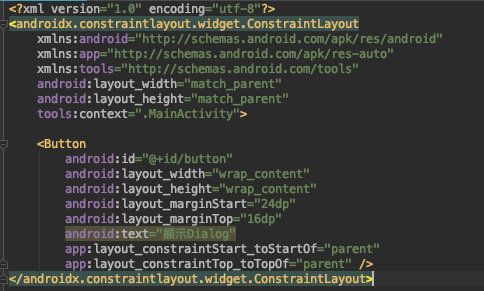 <?xml version="1.0" encoding="utf-8"?>
<androidx.constraintlayout.widget.ConstraintLayout
    xmlns:android="http://schemas.android.com/apk/res/android"
    xmlns:app="http://schemas.android.com/apk/res-auto"
    xmlns:tools="http://schemas.android.com/tools"
    android:layout_width="match_parent"
    android:layout_height="match_parent"
    tools:context=".MainActivity">

    <Button
        android:id="@+id/button"
        android:layout_width="wrap_content"
        android:layout_height="wrap_content"
        android:layout_marginStart="24dp"
        android:layout_marginTop="16dp"
        android:text="顯示Dialog"
        app:layout_constraintStart_toStartOf="parent"
        app:layout_constraintTop_toTopOf="parent" />
</androidx.constraintlayout.widget.ConstraintLayout>